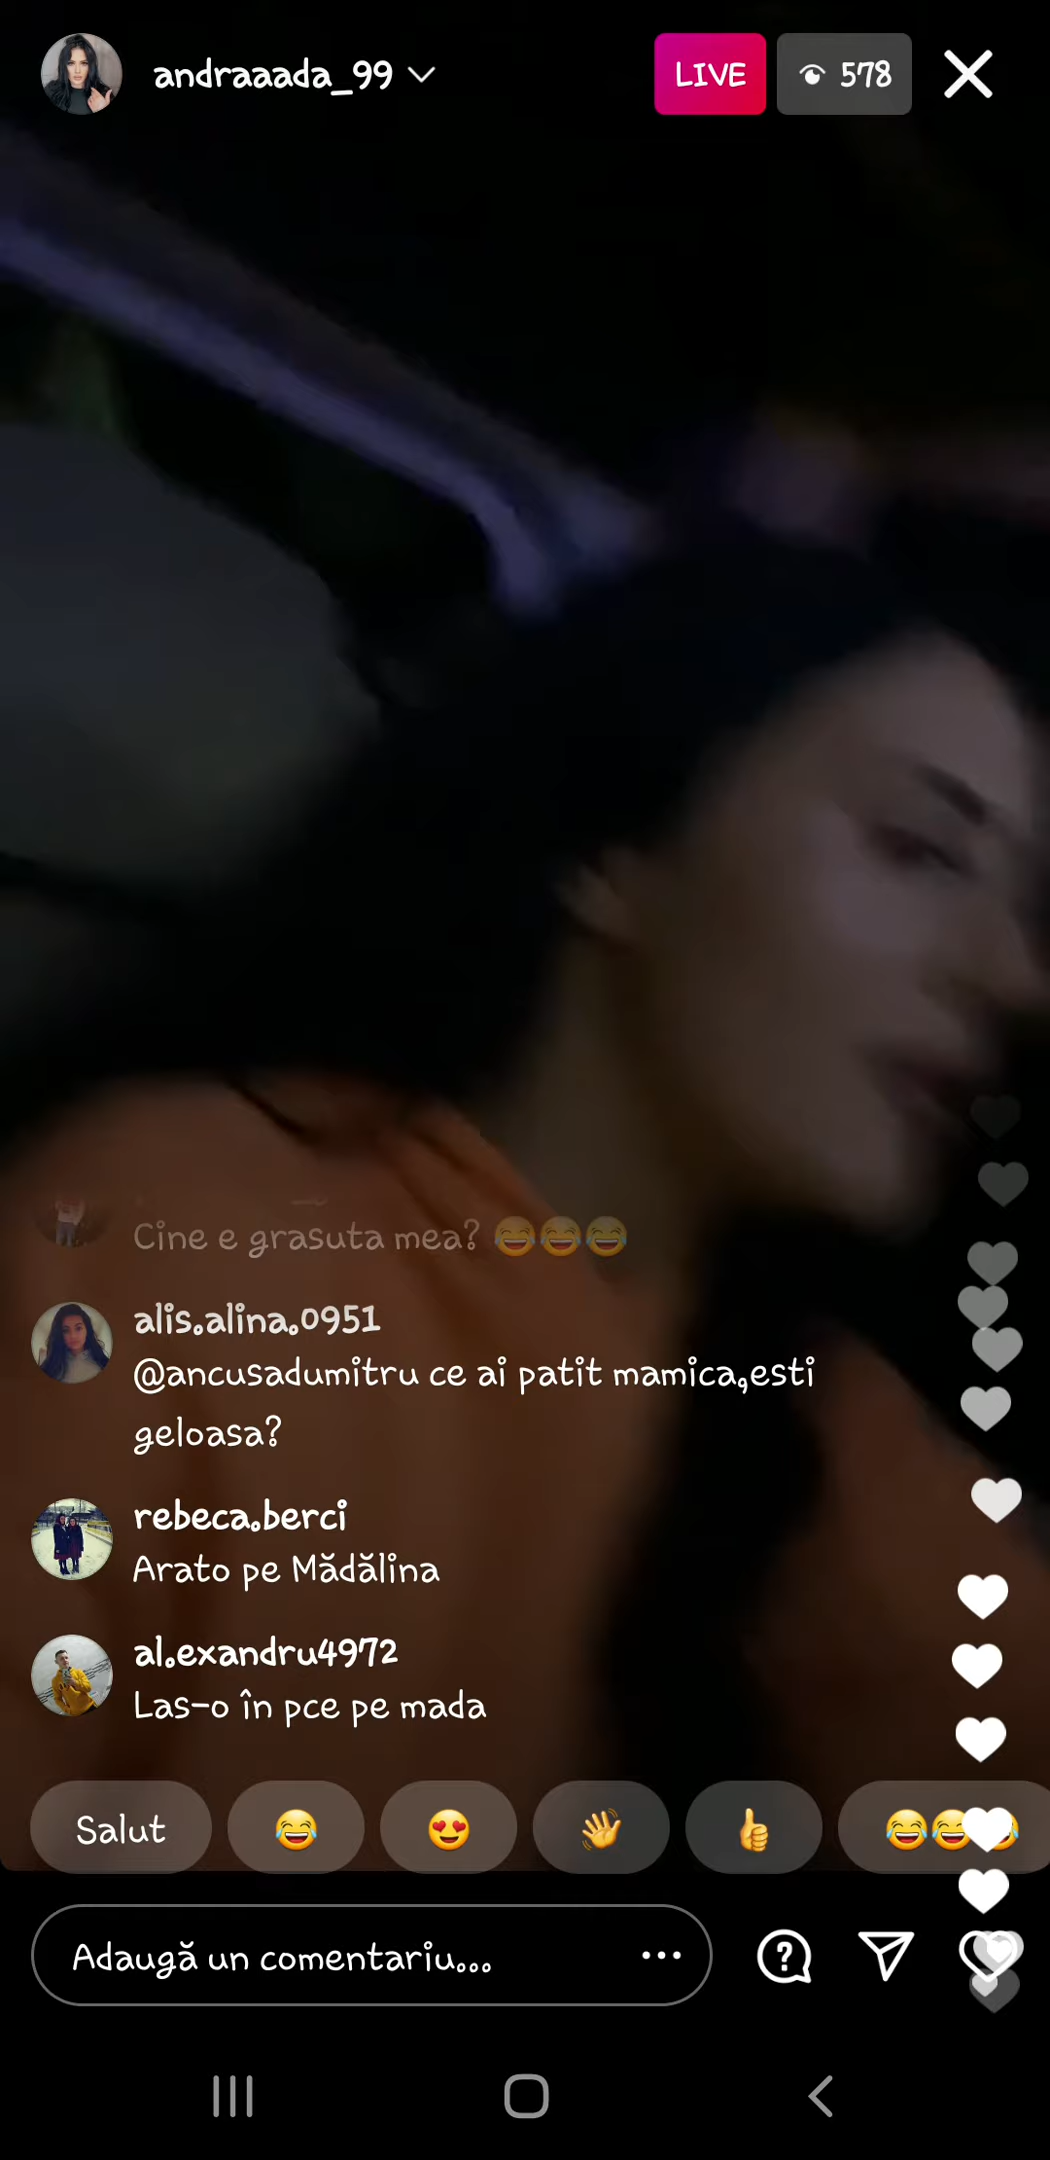 andraaada_99
LIVE
578
Cine e grasuta mea? 😂😂😂
alis.alina.0951
@ancusadumitru ce ai patit mamica,esti
geloasa?
rebeca.berci
Arato pe Mădălina
al.exandru4972
Las-o în pce pe mada
Salut 😂 😍 👋 👍 😂😂😂
Adaugă un comentariu...